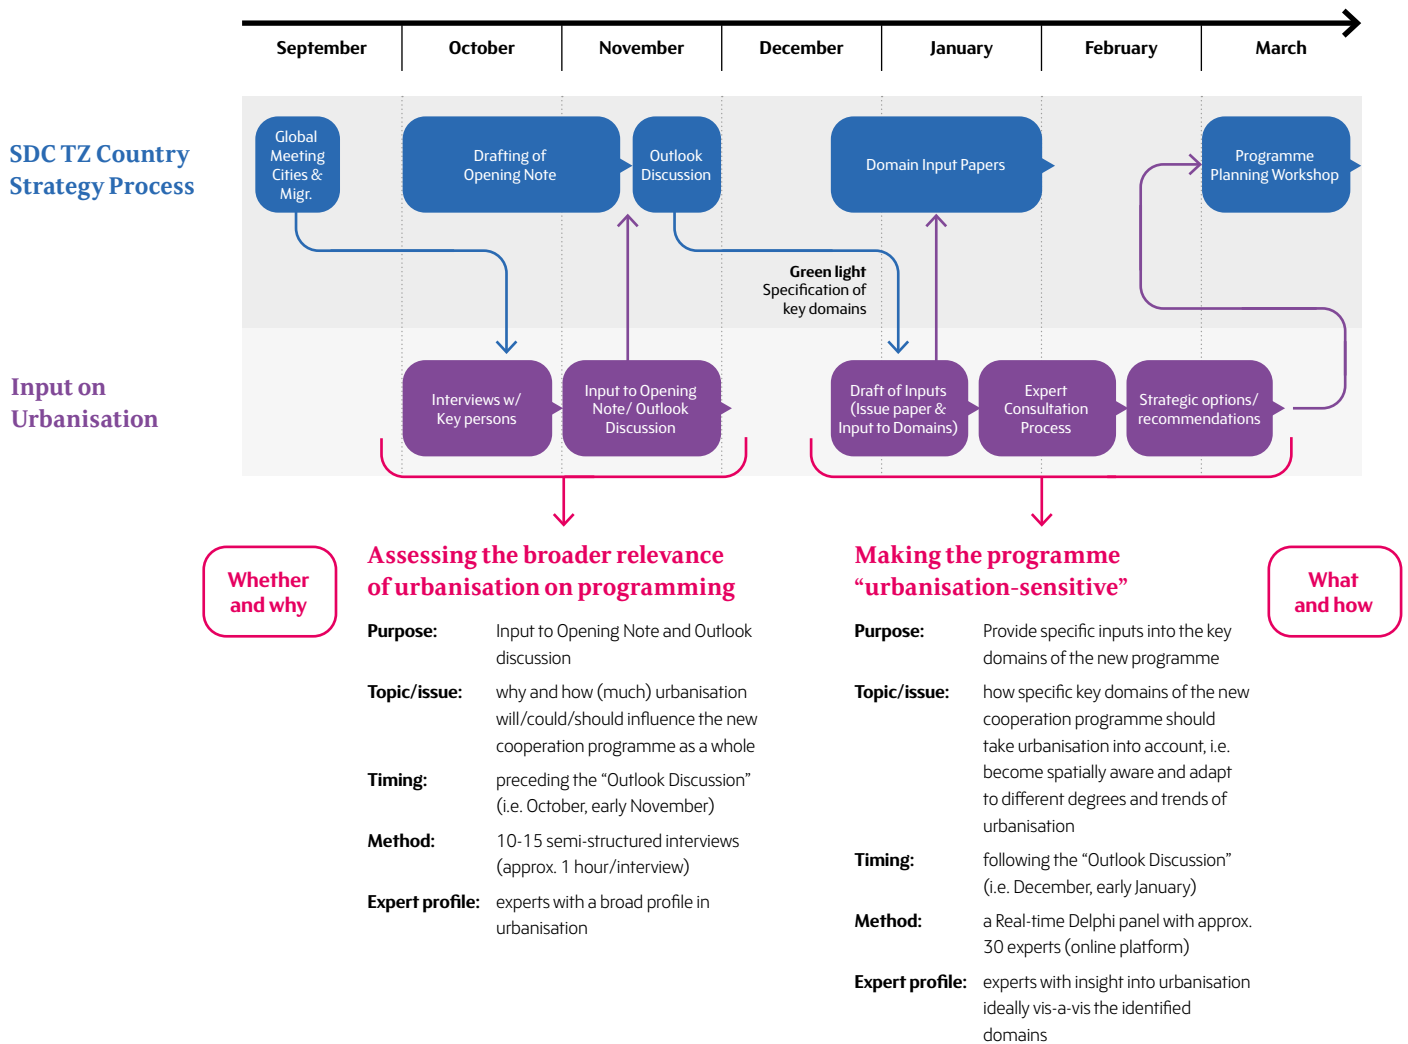 September
October
November
December
January
February
March
SDC TZ Country
Strategy Process
Global
Meeting
Cities &
Migr.
Drafting of
Opening Note
Outlook
Discussion
Domain Input Papers
Programme
Planning Workshop
Green light
Specification of
key domains
Input on
Urbanisation
Interviews w/
Key persons
Input to Opening
Note/ Outlook
Discussion
Draft of Inputs
(Issue paper &
Input to Domains)
Expert
Consultation
Process
Strategic options/
recommendations
Whether
and why
Assessing the broader relevance
of urbanisation on programming
Purpose: Input to Opening Note and Outlook
discussion
Topic/issue: why and how (much) urbanisation
will/could/should influence the new
cooperation programme as a whole
Timing: preceding the “Outlook Discussion”
(i.e. October, early November)
Method: 10-15 semi-structured interviews
(approx. 1 hour/interview)
Expert profile: experts with a broad profile in
urbanisation
Making the programme
“urbanisation-sensitive”
Purpose: Provide specific inputs into the key
domains of the new programme
Topic/issue: how specific key domains of the new
cooperation programme should
take urbanisation into account, i.e.
become spatially aware and adapt
to different degrees and trends of
urbanisation
Timing: following the “Outlook Discussion”
(i.e. December, early January)
Method: a Real-time Delphi panel with approx.
30 experts (online platform)
Expert profile: experts with insight into urbanisation
ideally vis-a-vis the identified
domains
What
and how